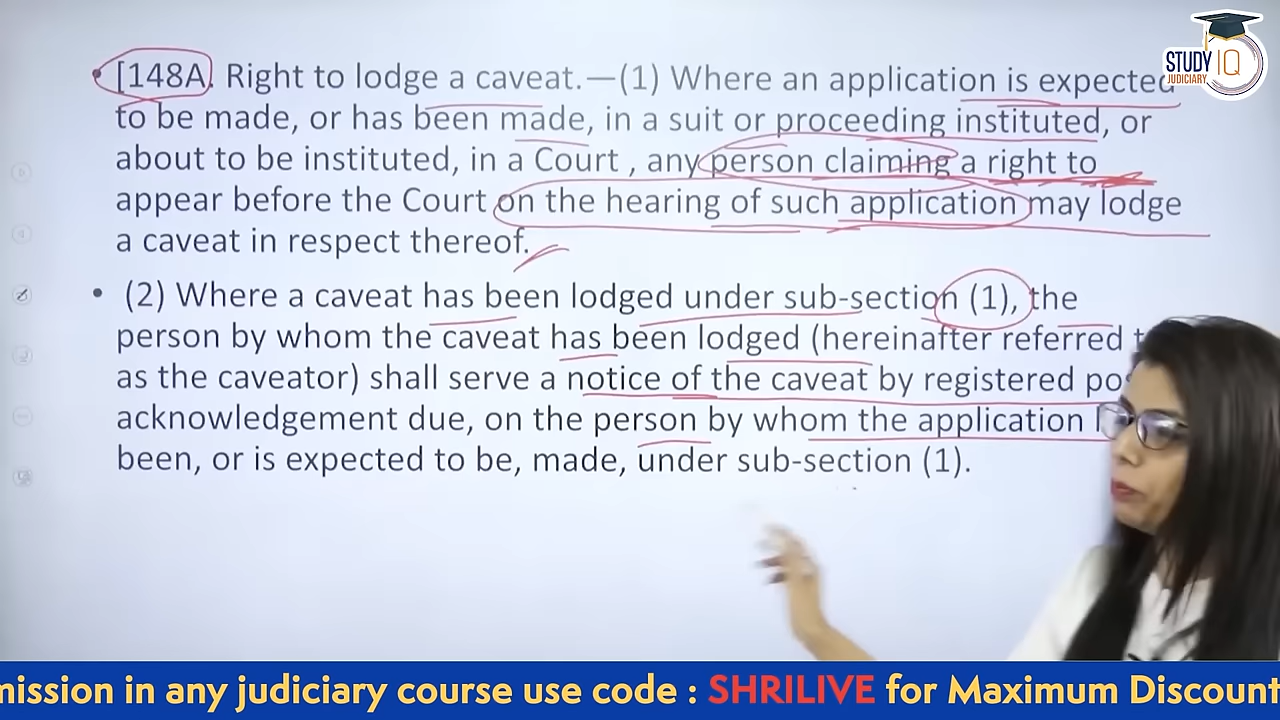 [148A. Right to lodge a caveat.—(1) Where an application is expected
to be made, or has been made, in a suit or proceeding instituted, or
about to be instituted, in a Court , any person claiming a right to
appear before the Court on the hearing of such application may lodge
a caveat in respect thereof.
(2) Where a caveat has been lodged under sub-section (1), the
person by whom the caveat has been lodged (hereinafter referred
as the caveator) shall serve a notice of the caveat by registered
acknowledgement due, on the person by whom the application
been, or is expected to be, made, under sub-section (1).
STUDY IQ
JUDICIARY
mission in any judiciary course use code : SHRILIVE for Maximum Discount